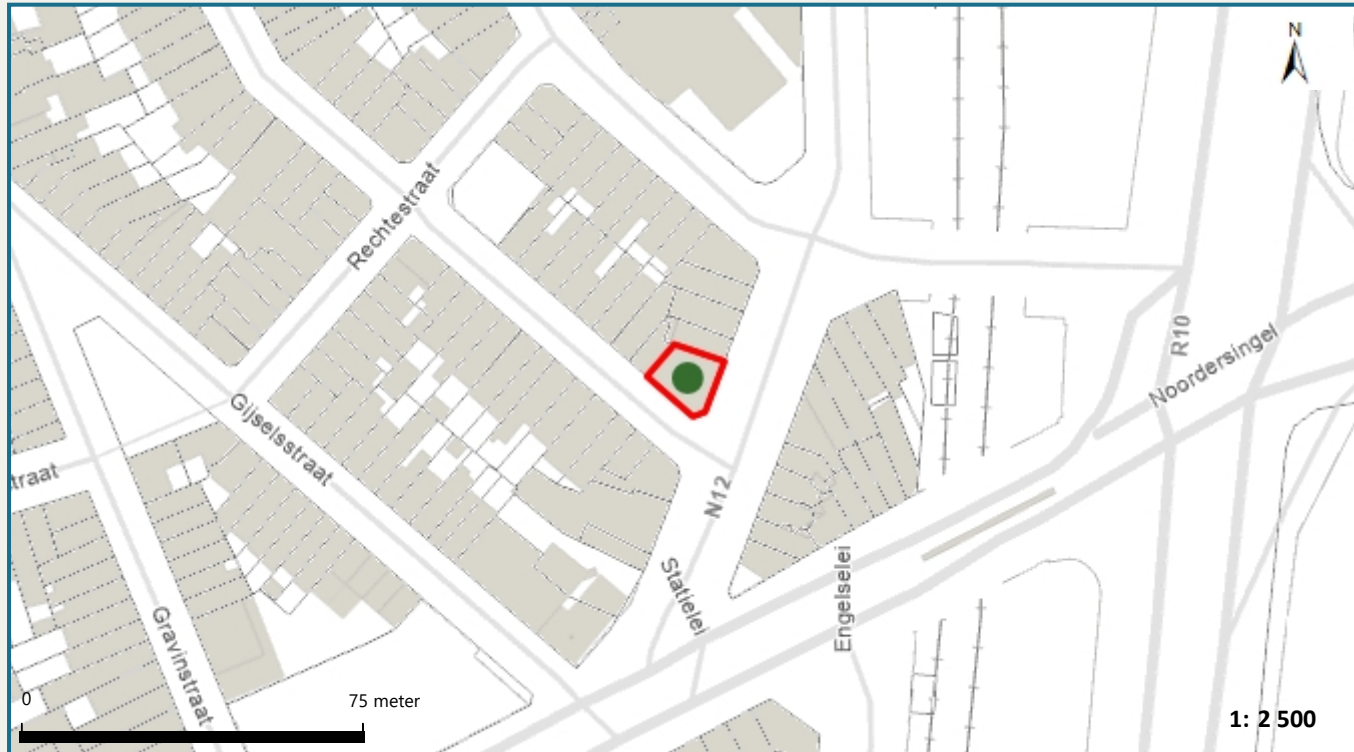 N
Rechtestraat
R10
Noordersingel
Gijselsstraat
traat
N12
Statielei
Engelselei
Gravinstraat
0
75 meter
1: 2 500